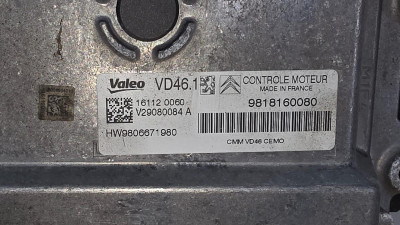 Valeo VD46.1 CONTROLE MOTEUR
MADE IN FRANCE
16112 0060 9818160080
V29080084 A
HW9806671980
CMM VD46 CEMO